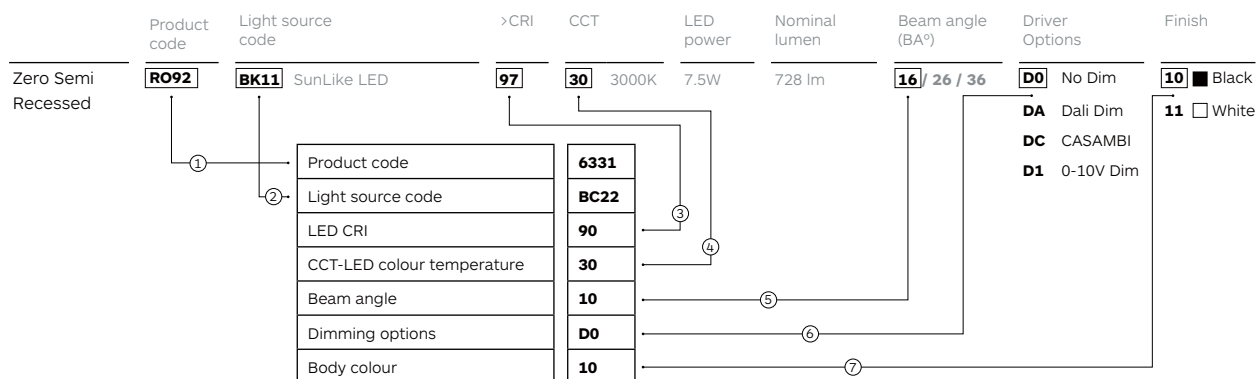 Product code
Light source code
>CRI
CCT
LED power
Nominal lumen
Beam angle (BAº)
Driver Options
Finish
Zero Semi Recessed
RO92
BK11 SunLike LED
97
30 3000K
7.5W
728 lm
16 / 26 / 36
D0 No Dim
DA Dali Dim
DC CASAMBI
D1 0-10V Dim
10 Black
11 White
1 Product code 6331
2 Light source code BC22
LED CRI 90 3
CCT-LED colour temperature 30 4
Beam angle 10 5
Dimming options D0 6
Body colour 10 7